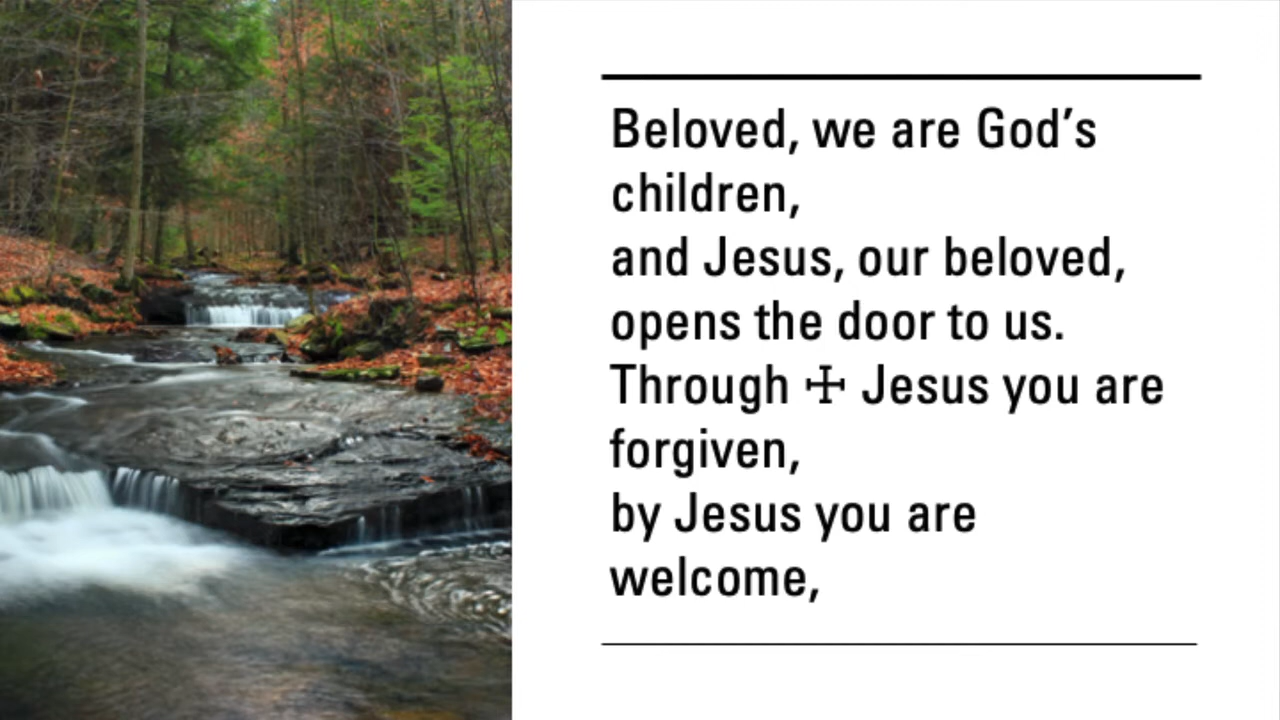 Beloved, we are God’s
children,
and Jesus, our beloved,
opens the door to us.
Through ☩ Jesus you are
forgiven,
by Jesus you are
welcome,